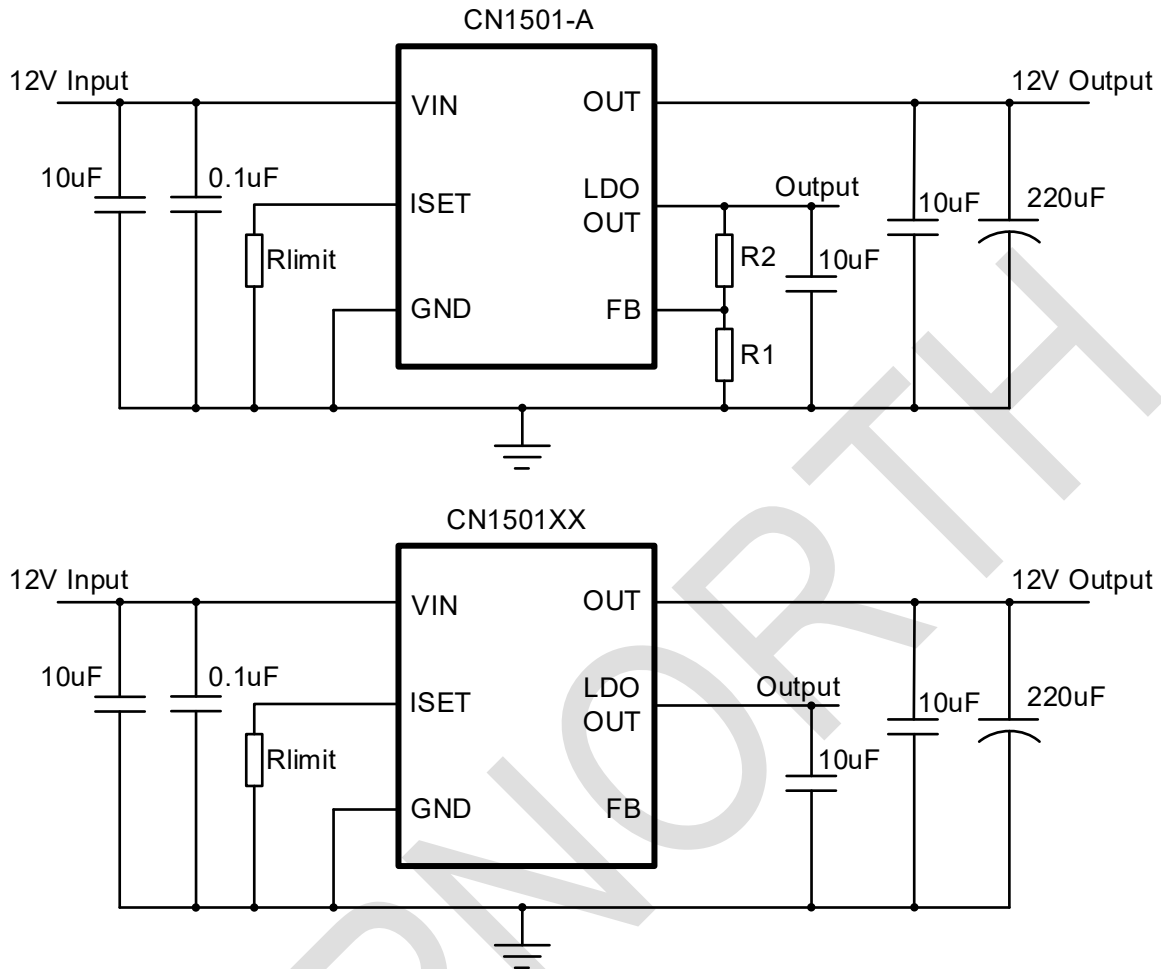 CN1501-A
12V Input
12V Output
VIN
OUT
10uF
0.1uF
ISET
LDO
OUT
Output
10uF
220uF
Rlimit
R2
10uF
GND
FB
R1
CN1501XX
12V Input
12V Output
VIN
OUT
10uF
0.1uF
ISET
LDO
OUT
Output
10uF
220uF
Rlimit
10uF
GND
FB
RNORTH